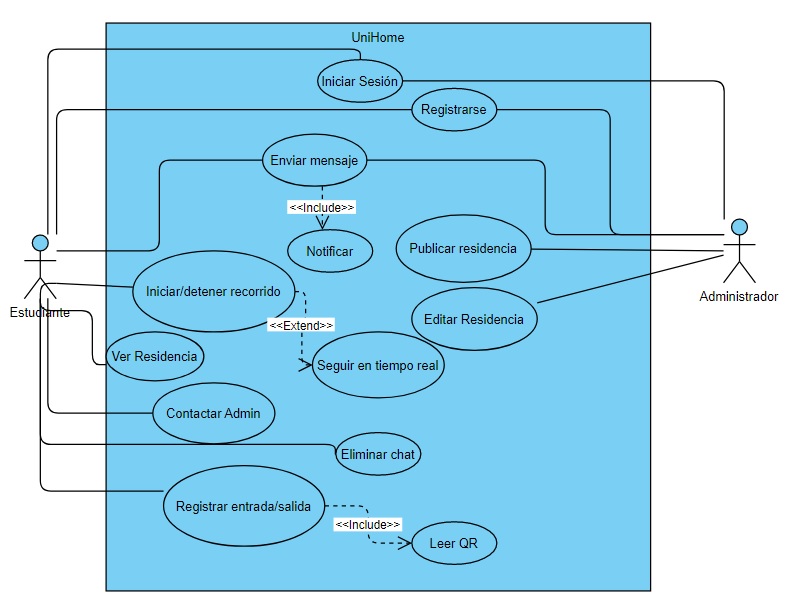 UniHome
Iniciar Sesión
Registrarse
Enviar mensaje
<<Include>>
Notificar
Publicar residencia
Iniciar/detener recorrido
Administrador
Estudiante
Editar Residencia
<<Extend>>
Ver Residencia
Seguir en tiempo real
Contactar Admin
Eliminar chat
Registrar entrada/salida
<<Include>>
Leer QR